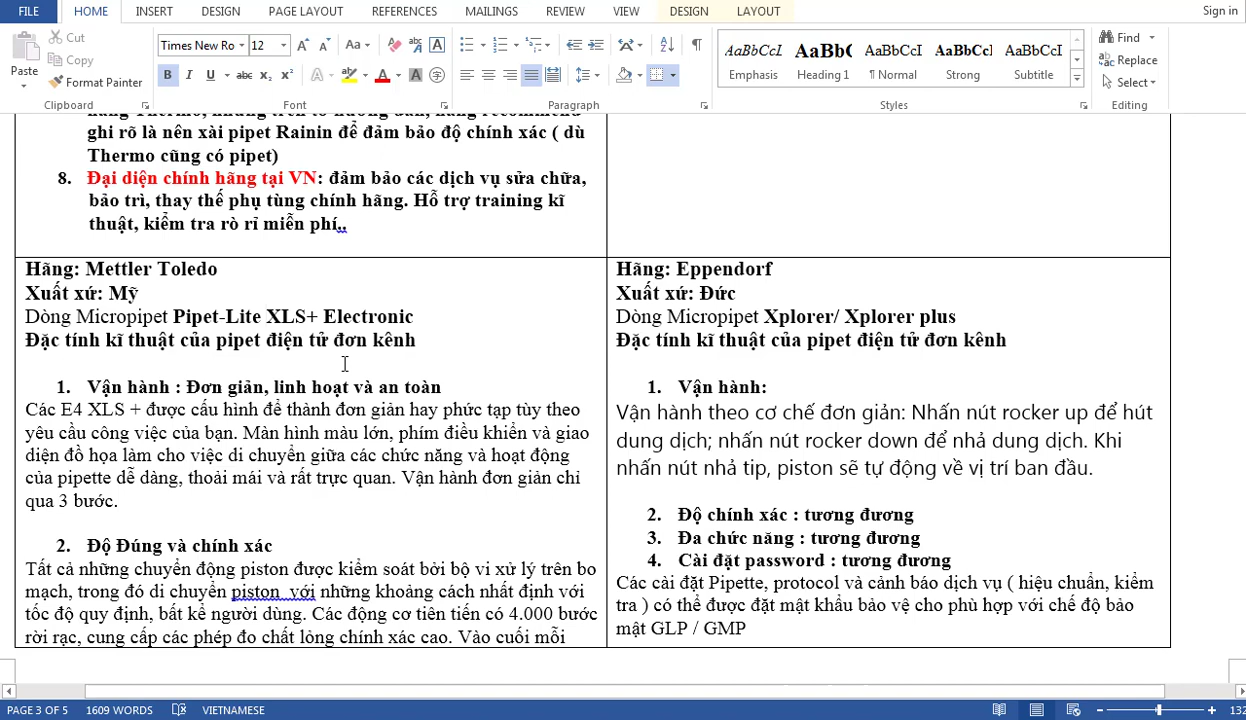 FILE HOME INSERT DESIGN PAGE LAYOUT REFERENCES MAILINGS REVIEW VIEW DESIGN LAYOUT Sign in
Paste
Cut
Copy
Format Painter
Clipboard
Times New Ro 12
Font
Paragraph
AaBbCcL AaBb( AaBbCcI AaBbCcl AaBbCcI
Emphasis Heading 1 ¶ Normal Strong Subtitle
Styles
Find
Replace
Select
Editing
ghi rõ là nên xài pipet Rainin để đảm bảo độ chính xác ( dù
Thermo cũng có pipet)
8. Đại diện chính hãng tại VN: đảm bảo các dịch vụ sửa chữa,
bảo trì, thay thế phụ tùng chính hãng. Hỗ trợ training kĩ
thuật, kiểm tra rò rỉ miễn phí,.
Hãng: Mettler Toledo
Xuất xứ: Mỹ
Dòng Micropipet Pipet-Lite XLS+ Electronic
Đặc tính kĩ thuật của pipet điện tử đơn kênh
1. Vận hành : Đơn giản, linh hoạt và an toàn
Các E4 XLS + được cấu hình để thành đơn giản hay phức tạp tùy theo
yêu cầu công việc của bạn. Màn hình màu lớn, phím điều khiển và giao
diện đồ họa làm cho việc di chuyển giữa các chức năng và hoạt động
của pipette dễ dàng, thoải mái và rất trực quan. Vận hành đơn giản chỉ
qua 3 bước.
2. Độ Đúng và chính xác
Tất cả những chuyển động piston được kiểm soát bởi bộ vi xử lý trên bo
mạch, trong đó di chuyển piston với những khoảng cách nhất định với
tốc độ quy định, bất kể người dùng. Các động cơ tiên tiến có 4.000 bước
rời rạc, cung cấp các phép đo chất lỏng chính xác cao. Vào cuối mỗi
Hãng: Eppendorf
Xuất xứ: Đức
Dòng Micropipet Xplorer/ Xplorer plus
Đặc tính kĩ thuật của pipet điện tử đơn kênh
1. Vận hành:
Vận hành theo cơ chế đơn giản: Nhấn nút rocker up để hút
dung dịch; nhấn nút rocker down để nhả dung dịch. Khi
nhấn nút nhả tip, piston sẽ tự động về vị trí ban đầu.
2. Độ chính xác : tương đương
3. Đa chức năng : tương đương
4. Cài đặt password : tương đương
Các cài đặt Pipette, protocol và cảnh báo dịch vụ ( hiệu chuẩn, kiểm
tra ) có thể được đặt mật khẩu bảo vệ cho phù hợp với chế độ bảo
mật GLP / GMP
PAGE 3 OF 5 1609 WORDS VIETNAMESE